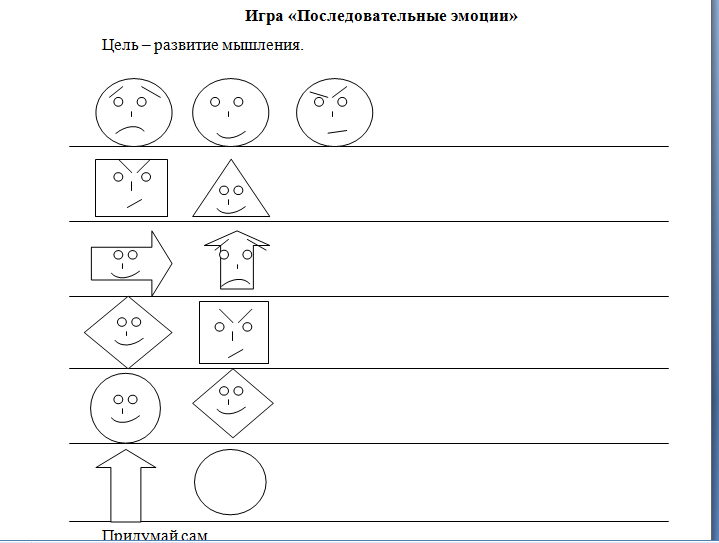 Игра «Последовательные эмоции»
Цель – развитие мышления.
Придумай сам